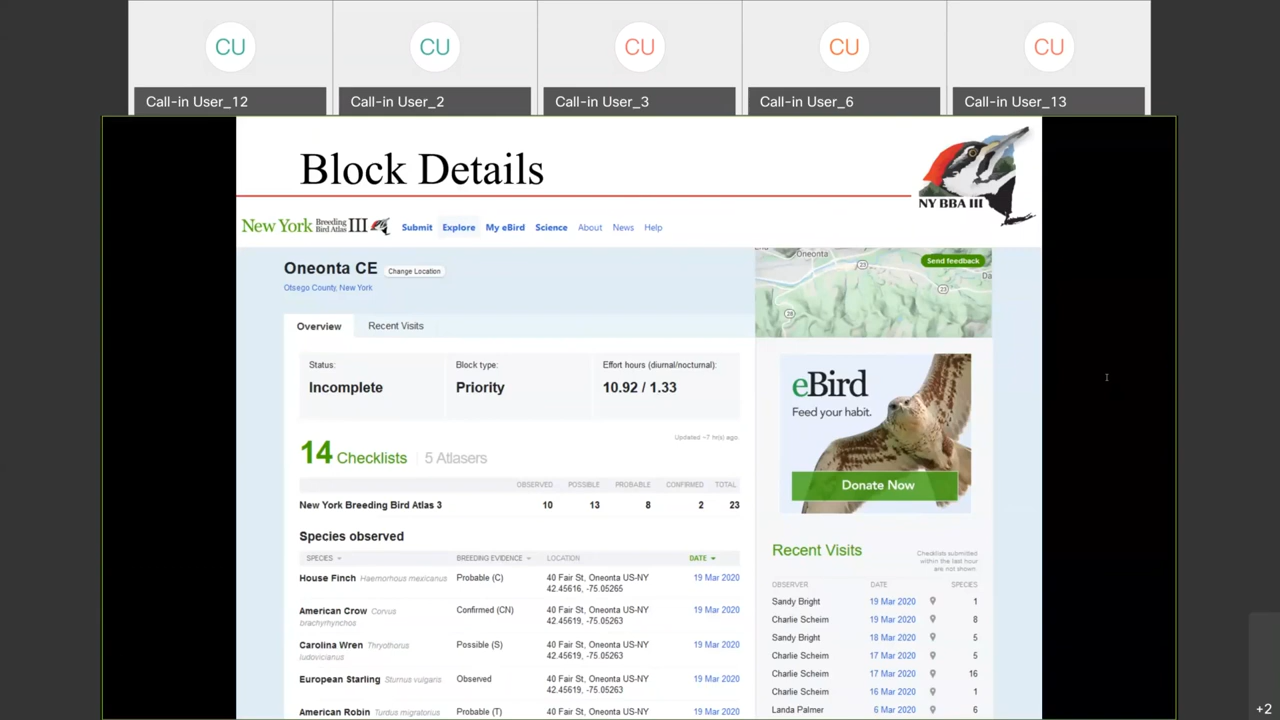 CU CU CU CU CU
Call-in User_12 Call-in User_2 Call-in User_3 Call-in User_6 Call-in User_13
Block Details
NY BBA III
New York Breeding Bird Atlas III Submit Explore My eBird Science About News Help
Oneonta CE Change Location
Otsego County, New York
Oneonta
Send feedback
23
Da
23
28
Overview Recent Visits
Status: Block type: Effort hours (diurnal/nocturnal):
Incomplete Priority 10.92 / 1.33
Updated ~7 hr(s) ago.
14 Checklists 5 Atlasers
OBSERVED POSSIBLE PROBABLE CONFIRMED TOTAL
New York Breeding Bird Atlas 3 10 13 8 2 23
Species observed
SPECIES BREEDING EVIDENCE LOCATION DATE
House Finch Haemorhous mexicanus Probable (C) 40 Fair St, Oneonta US-NY 19 Mar 2020
42.45616, -75.05265
American Crow Corvus Confirmed (CN) 40 Fair St, Oneonta US-NY 19 Mar 2020
brachyrhynchos 42.45619, -75.05263
Carolina Wren Thryothorus Possible (S) 40 Fair St, Oneonta US-NY 19 Mar 2020
ludovicianus 42.45619, -75.05263
European Starling Sturnus vulgaris Observed 40 Fair St, Oneonta US-NY 19 Mar 2020
42.45619, -75.05263
American Robin Turdus migratorius Probable (T) 40 Fair St, Oneonta US-NY 19 Mar 2020
eBird
Feed your habit.
Donate Now
Recent Visits
Checklists submitted
within the last hour
are not shown.
OBSERVER DATE SPECIES
Sandy Bright 19 Mar 2020 1
Charlie Scheim 19 Mar 2020 8
Sandy Bright 18 Mar 2020 5
Charlie Scheim 17 Mar 2020 5
Charlie Scheim 17 Mar 2020 16
Charlie Scheim 16 Mar 2020 1
Landa Palmer 6 Mar 2020 6
+2